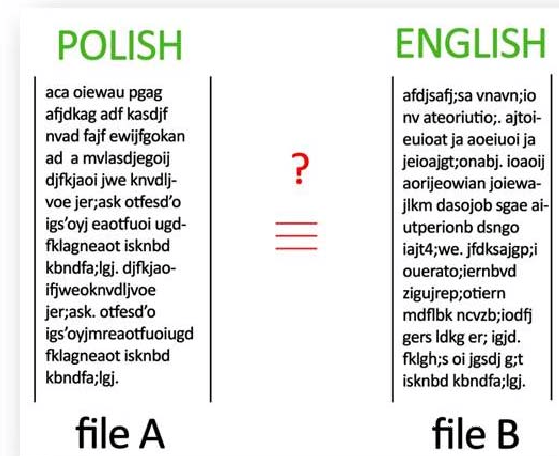 POLISH
aca oiewau pgag
afjdkag adf kasdjf
nvad fajf ewijfgokan
ad a mvlasdjegoij
djfkjaoi jwe knvdlj-
voe jer;ask otfesd'o
igs'oyj eaotfuoi ugd-
fklagneaot isknbd
kbndfa;lgj. djfkjao-
ifjweoknvdljvoe
jer;ask. otfesd'o
igs'oyjmreaotfuoiugd
fklagneaot isknbd
kbndfa;lgj.
file A
?
ENGLISH
afdjsafj;sa vnavn;io
nv ateoriutio;. ajtoi-
euioat ja aoeiuoi ja
jeioajgt;onabj. ioaoij
aorijeowian joiewa-
jlkm dasojob sgae ai-
utperionb dsngo
iajt4;we. jfdksajgp;i
ouerato;iernbvd
zigujrep;otiern
mdflbk ncvzb;iodfj
gers ldkg er; igjd.
fklgh;s oi jgsdj g;t
isknbd kbndfa;lgj.
file B